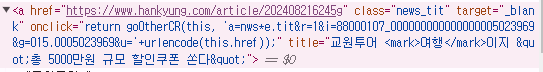 <a href="https://www.hankyung.com/article/202408216245g" class="news_tit" target="_blank"
onclick="return goOtherCR(this, 'a=nws*e.tit&r=1&i=88000107_000000000000000005023969
&g=015.0005023969&u='+urlencode(this.href));" title="교원투어 <mark>여행</mark>이지 &
quot;총 5000만원 규모 할인쿠폰 쏜다&quot;"> == $0